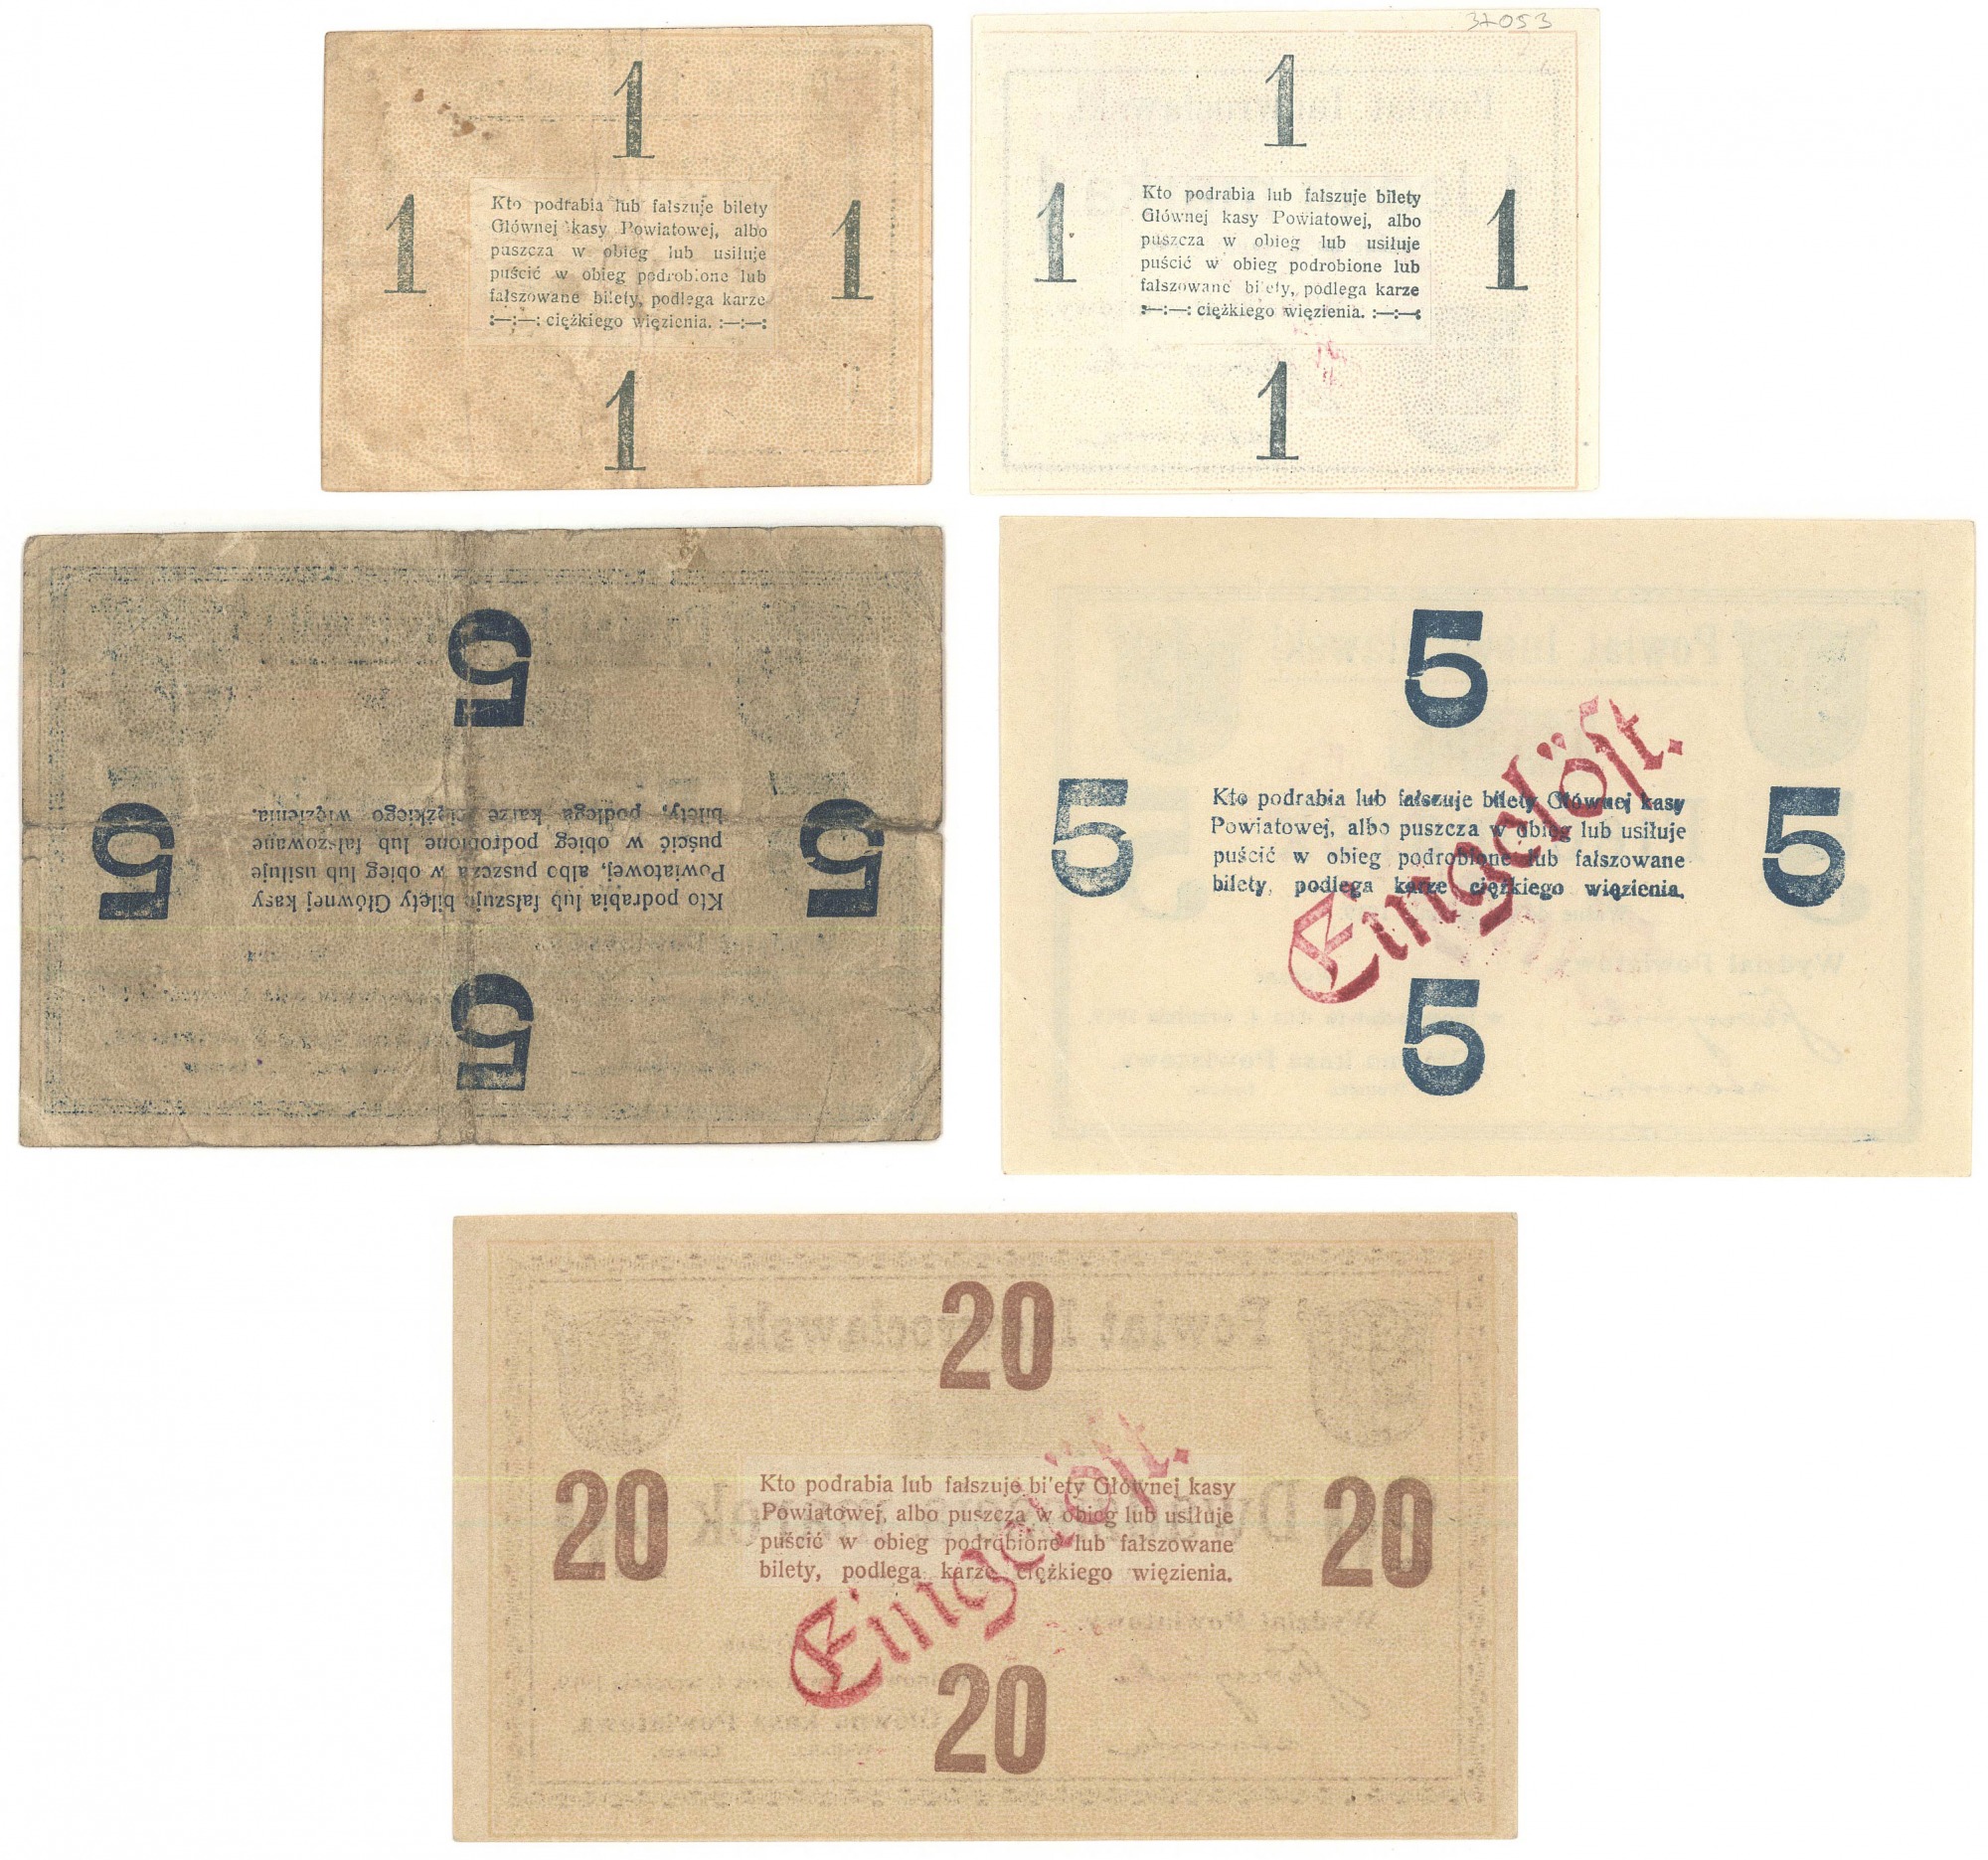 1
1
Kto podrabia lub fałszuje bilety
Głównej kasy Powiatowej, albo
puszcza w obieg lub usiłuje
puścić w obieg podrobione lub
fałszowane bilety, podlega karze
:—:—: ciężkiego więzienia. :—:—:
1
1
37053
1
1
Kto podrabia lub fałszuje bilety
Głównej kasy Powiatowej, albo
puszcza w obieg lub usiłuje
puścić w obieg podrobione lub
fałszowane bilety, podlega karze
:—:—: ciężkiego więzienia. :—:—:
1
1
5
5
Kto podrabia lub fałszuje bilety Głównej kasy
Powiatowej, albo puszcza w obieg lub usiłuje
puścić w obieg podrobione lub fałszowane
bilety, podlega karze ciężkiego więzienia.
5
5
5
5
Kto podrabia lub fałszuje bilety Głównej kasy
Powiatowej, albo puszcza w obieg lub usiłuje
puścić w obieg podrobione lub fałszowane
bilety, podlega karze ciężkiego więzienia.
5
5
Eingelöst.
20
20
Kto podrabia lub fałszuje bilety Głównej kasy
Powiatowej, albo puszcza w obieg lub usiłuje
puścić w obieg podrobione lub fałszowane
bilety, podlega karze ciężkiego więzienia.
20
20
Eingelöst.